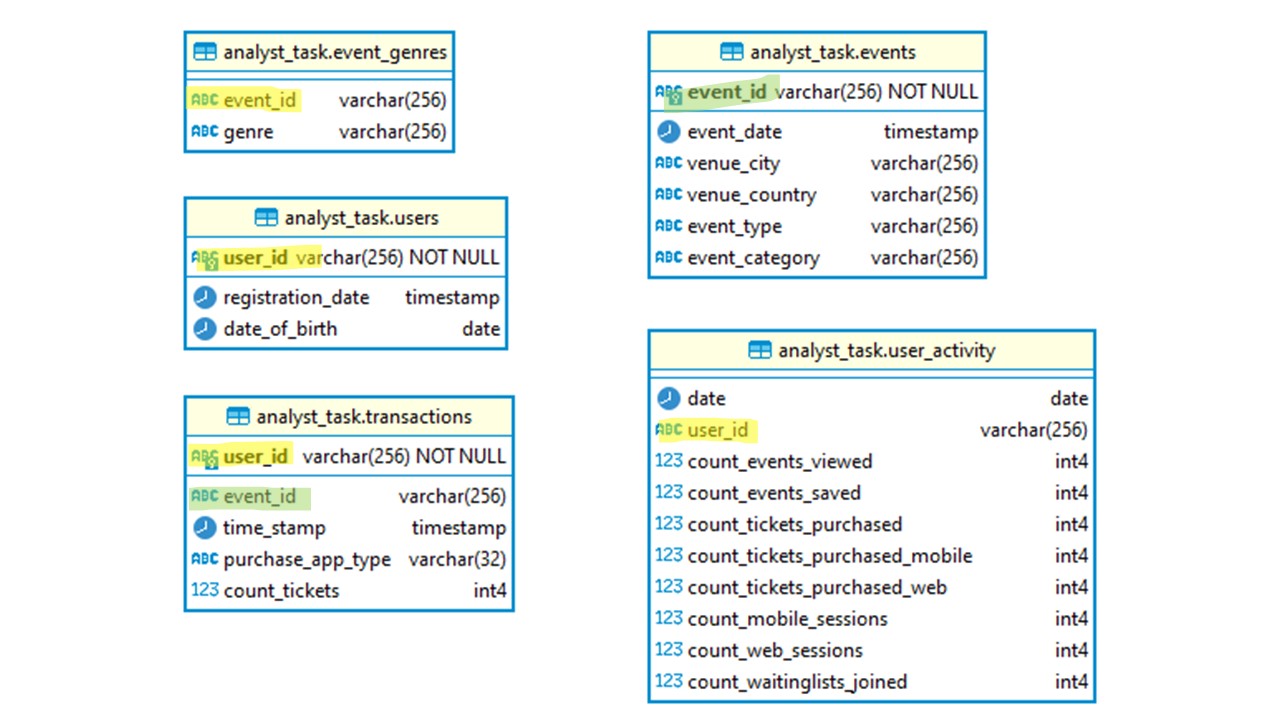 analyst_task.event_genres
ABC event_id varchar(256)
ABC genre varchar(256)
analyst_task.users
ABC user_id varchar(256) NOT NULL
registration_date timestamp
date_of_birth date
analyst_task.transactions
ABC user_id varchar(256) NOT NULL
ABC event_id varchar(256)
time_stamp timestamp
ABC purchase_app_type varchar(32)
123 count_tickets int4
analyst_task.events
ABC event_id varchar(256) NOT NULL
event_date timestamp
ABC venue_city varchar(256)
ABC venue_country varchar(256)
ABC event_type varchar(256)
ABC event_category varchar(256)
analyst_task.user_activity
date date
ABC user_id varchar(256)
123 count_events_viewed int4
123 count_events_saved int4
123 count_tickets_purchased int4
123 count_tickets_purchased_mobile int4
123 count_tickets_purchased_web int4
123 count_mobile_sessions int4
123 count_web_sessions int4
123 count_waitinglists_joined int4